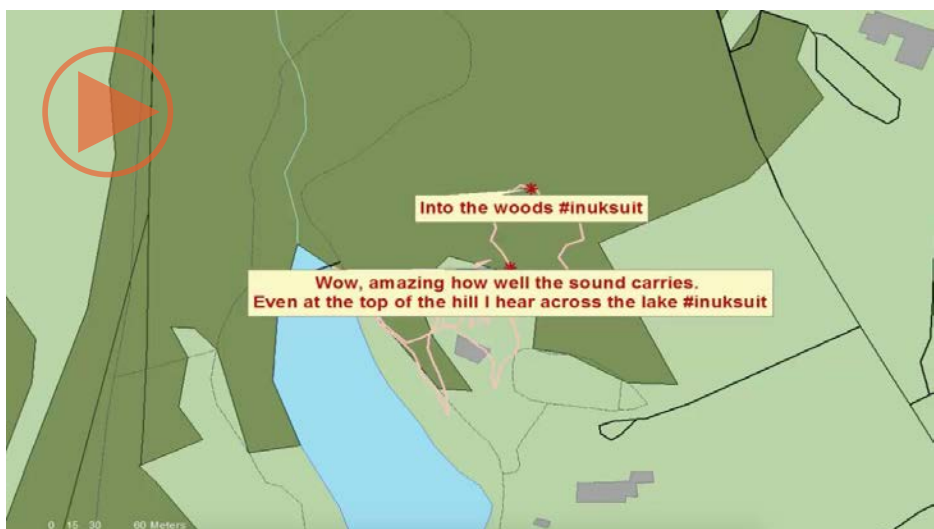 Into the woods #inuksuit
Wow, amazing how well the sound carries.
Even at the top of the hill I hear across the lake #inuksuit
0 15 30 60 Meters